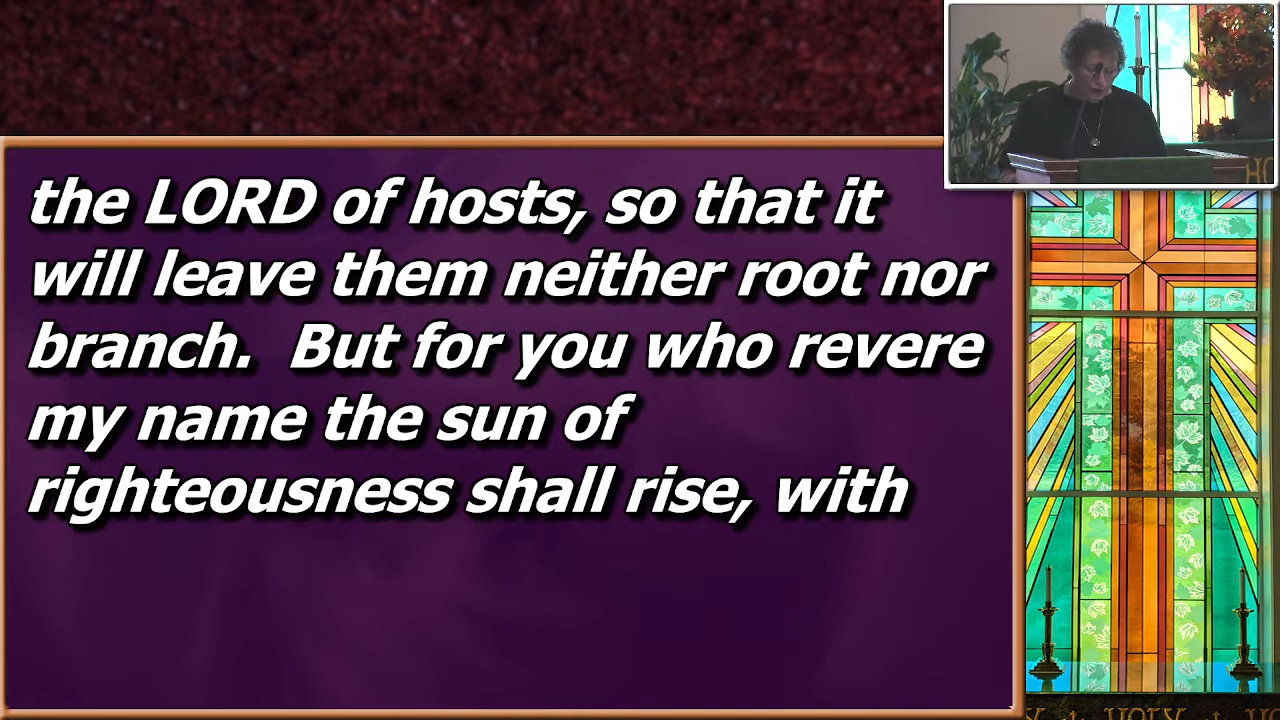 the LORD of hosts, so that it
will leave them neither root nor
branch.  But for you who revere
my name the sun of
righteousness shall rise, with
HOLY